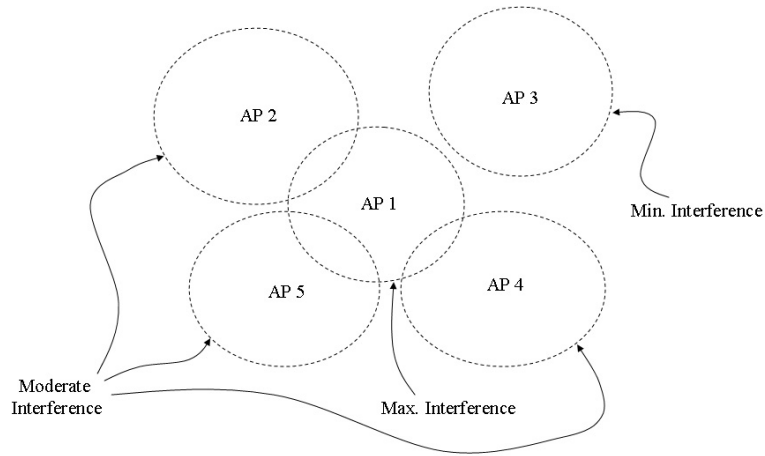 AP 3
AP 2
AP 1
Min. Interference
AP 4
AP 5
Moderate
Interference
Max. Interference